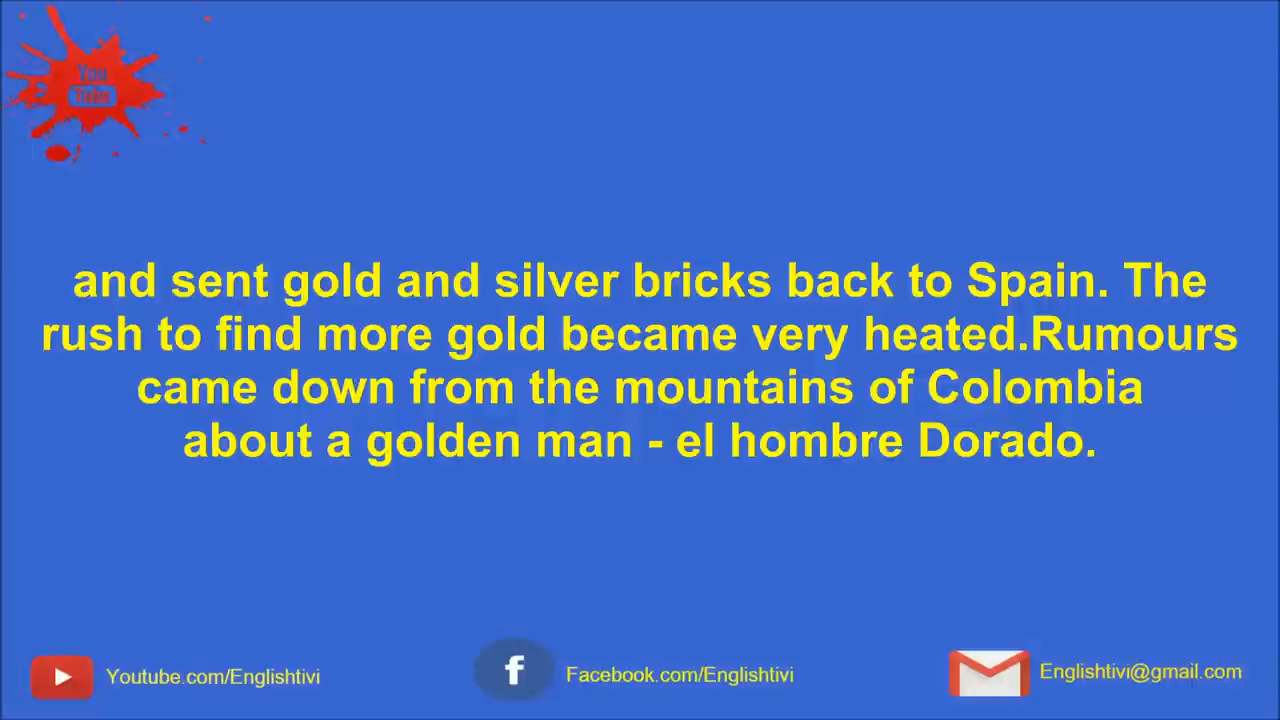 You
Tube
and sent gold and silver bricks back to Spain. The
rush to find more gold became very heated.Rumours
came down from the mountains of Colombia
about a golden man - el hombre Dorado.
Youtube.com/Englishtivi
f
Facebook.com/Englishtivi
Englishtivi@gmail.com